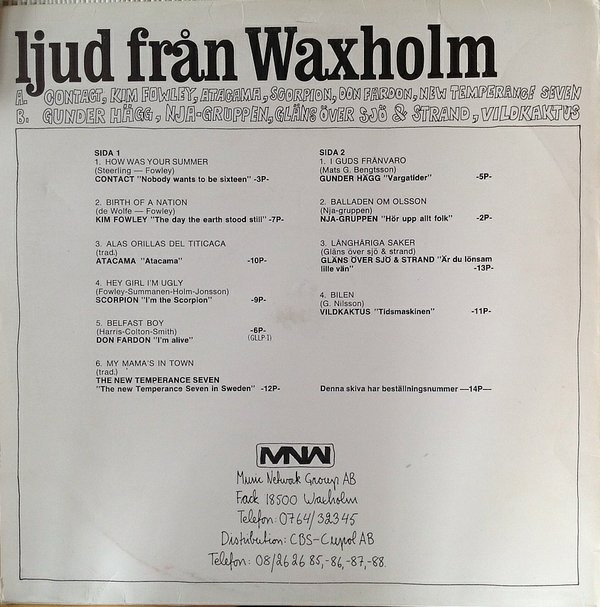 ljud från Waxholm
A. CONTACT, KIM FOWLEY, ATACAMA, SCORPION, DON FARDON, NEW TEMPERANGE SEVEN
B: GUNDER HÄGG, NJA-GRUPPEN, GLÄNS ÖVER SJÖ & STRAND, VILDKAKTUS
SIDA 1
1. HOW WAS YOUR SUMMER
(Steerling — Fowley)
CONTACT "Nobody wants to be sixteen" -3P-
2. BIRTH OF A NATION
(de Wolfe — Fowley)
KIM FOWLEY "The day the earth stood still" -7P-
3. ALAS ORILLAS DEL TITICACA
(trad.)
ATACAMA "Atacama" -10P-
4. HEY GIRL I'M UGLY
(Fowley-Summanen-Holm-Jonsson)
SCORPION "I'm the Scorpion" -9P-
5. BELFAST BOY
(Harris-Colton-Smith) -6P-
DON FARDON "I'm alive" (GLLP-1)
6. MY MAMA'S IN TOWN
(trad.)
THE NEW TEMPERANCE SEVEN
"The new Temperance Seven in Sweden" -12P-
SIDA 2
1. I GUDS FRÅNVARO
(Mats G. Bengtsson)
GUNDER HÄGG "Vargatider" -5P-
2. BALLADEN OM OLSSON
(Nja-gruppen)
NJA-GRUPPEN "Hör upp allt folk" -2P-
3. LÅNGHÅRIGA SAKER
(Gläns över sjö & strand)
GLÄNS ÖVER SJÖ & STRAND "Är du lönsam
lille vän" -13P-
4. BILEN
(G. Nilsson)
VILDKAKTUS "Tidsmaskinen" -11P-
Denna skiva har beställningsnummer —14P—
MNW
Music Network Group AB
Fack 18500 Waxholm
Telefon: 0764/32345
Distribution: CBS-Cupol AB
Telefon: 08/26 26 85,-86,-87,-88.